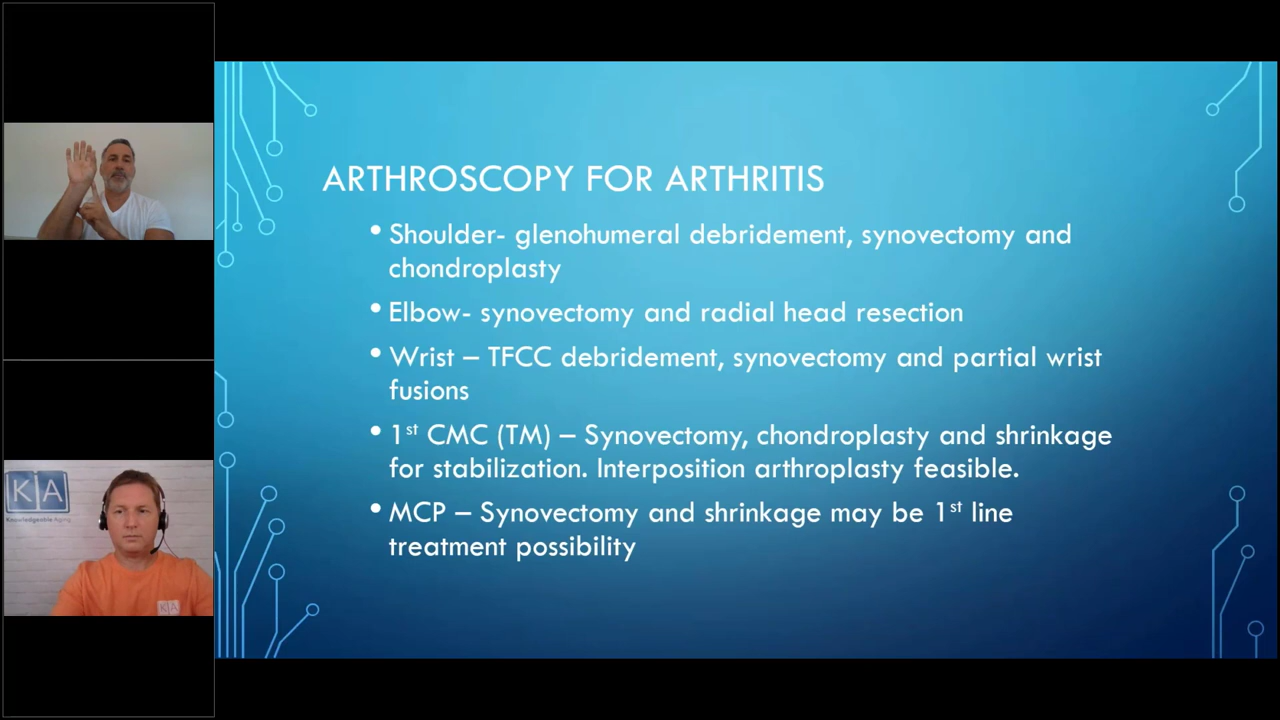 ARTHROSCOPY FOR ARTHRITIS
• Shoulder- glenohumeral debridement, synovectomy and
chondroplasty
• Elbow- synovectomy and radial head resection
• Wrist – TFCC debridement, synovectomy and partial wrist
fusions
• 1st CMC (TM) – Synovectomy, chondroplasty and shrinkage
for stabilization. Interposition arthroplasty feasible.
• MCP – Synovectomy and shrinkage may be 1st line
treatment possibility
KA
Knowledgeable Aging
KA